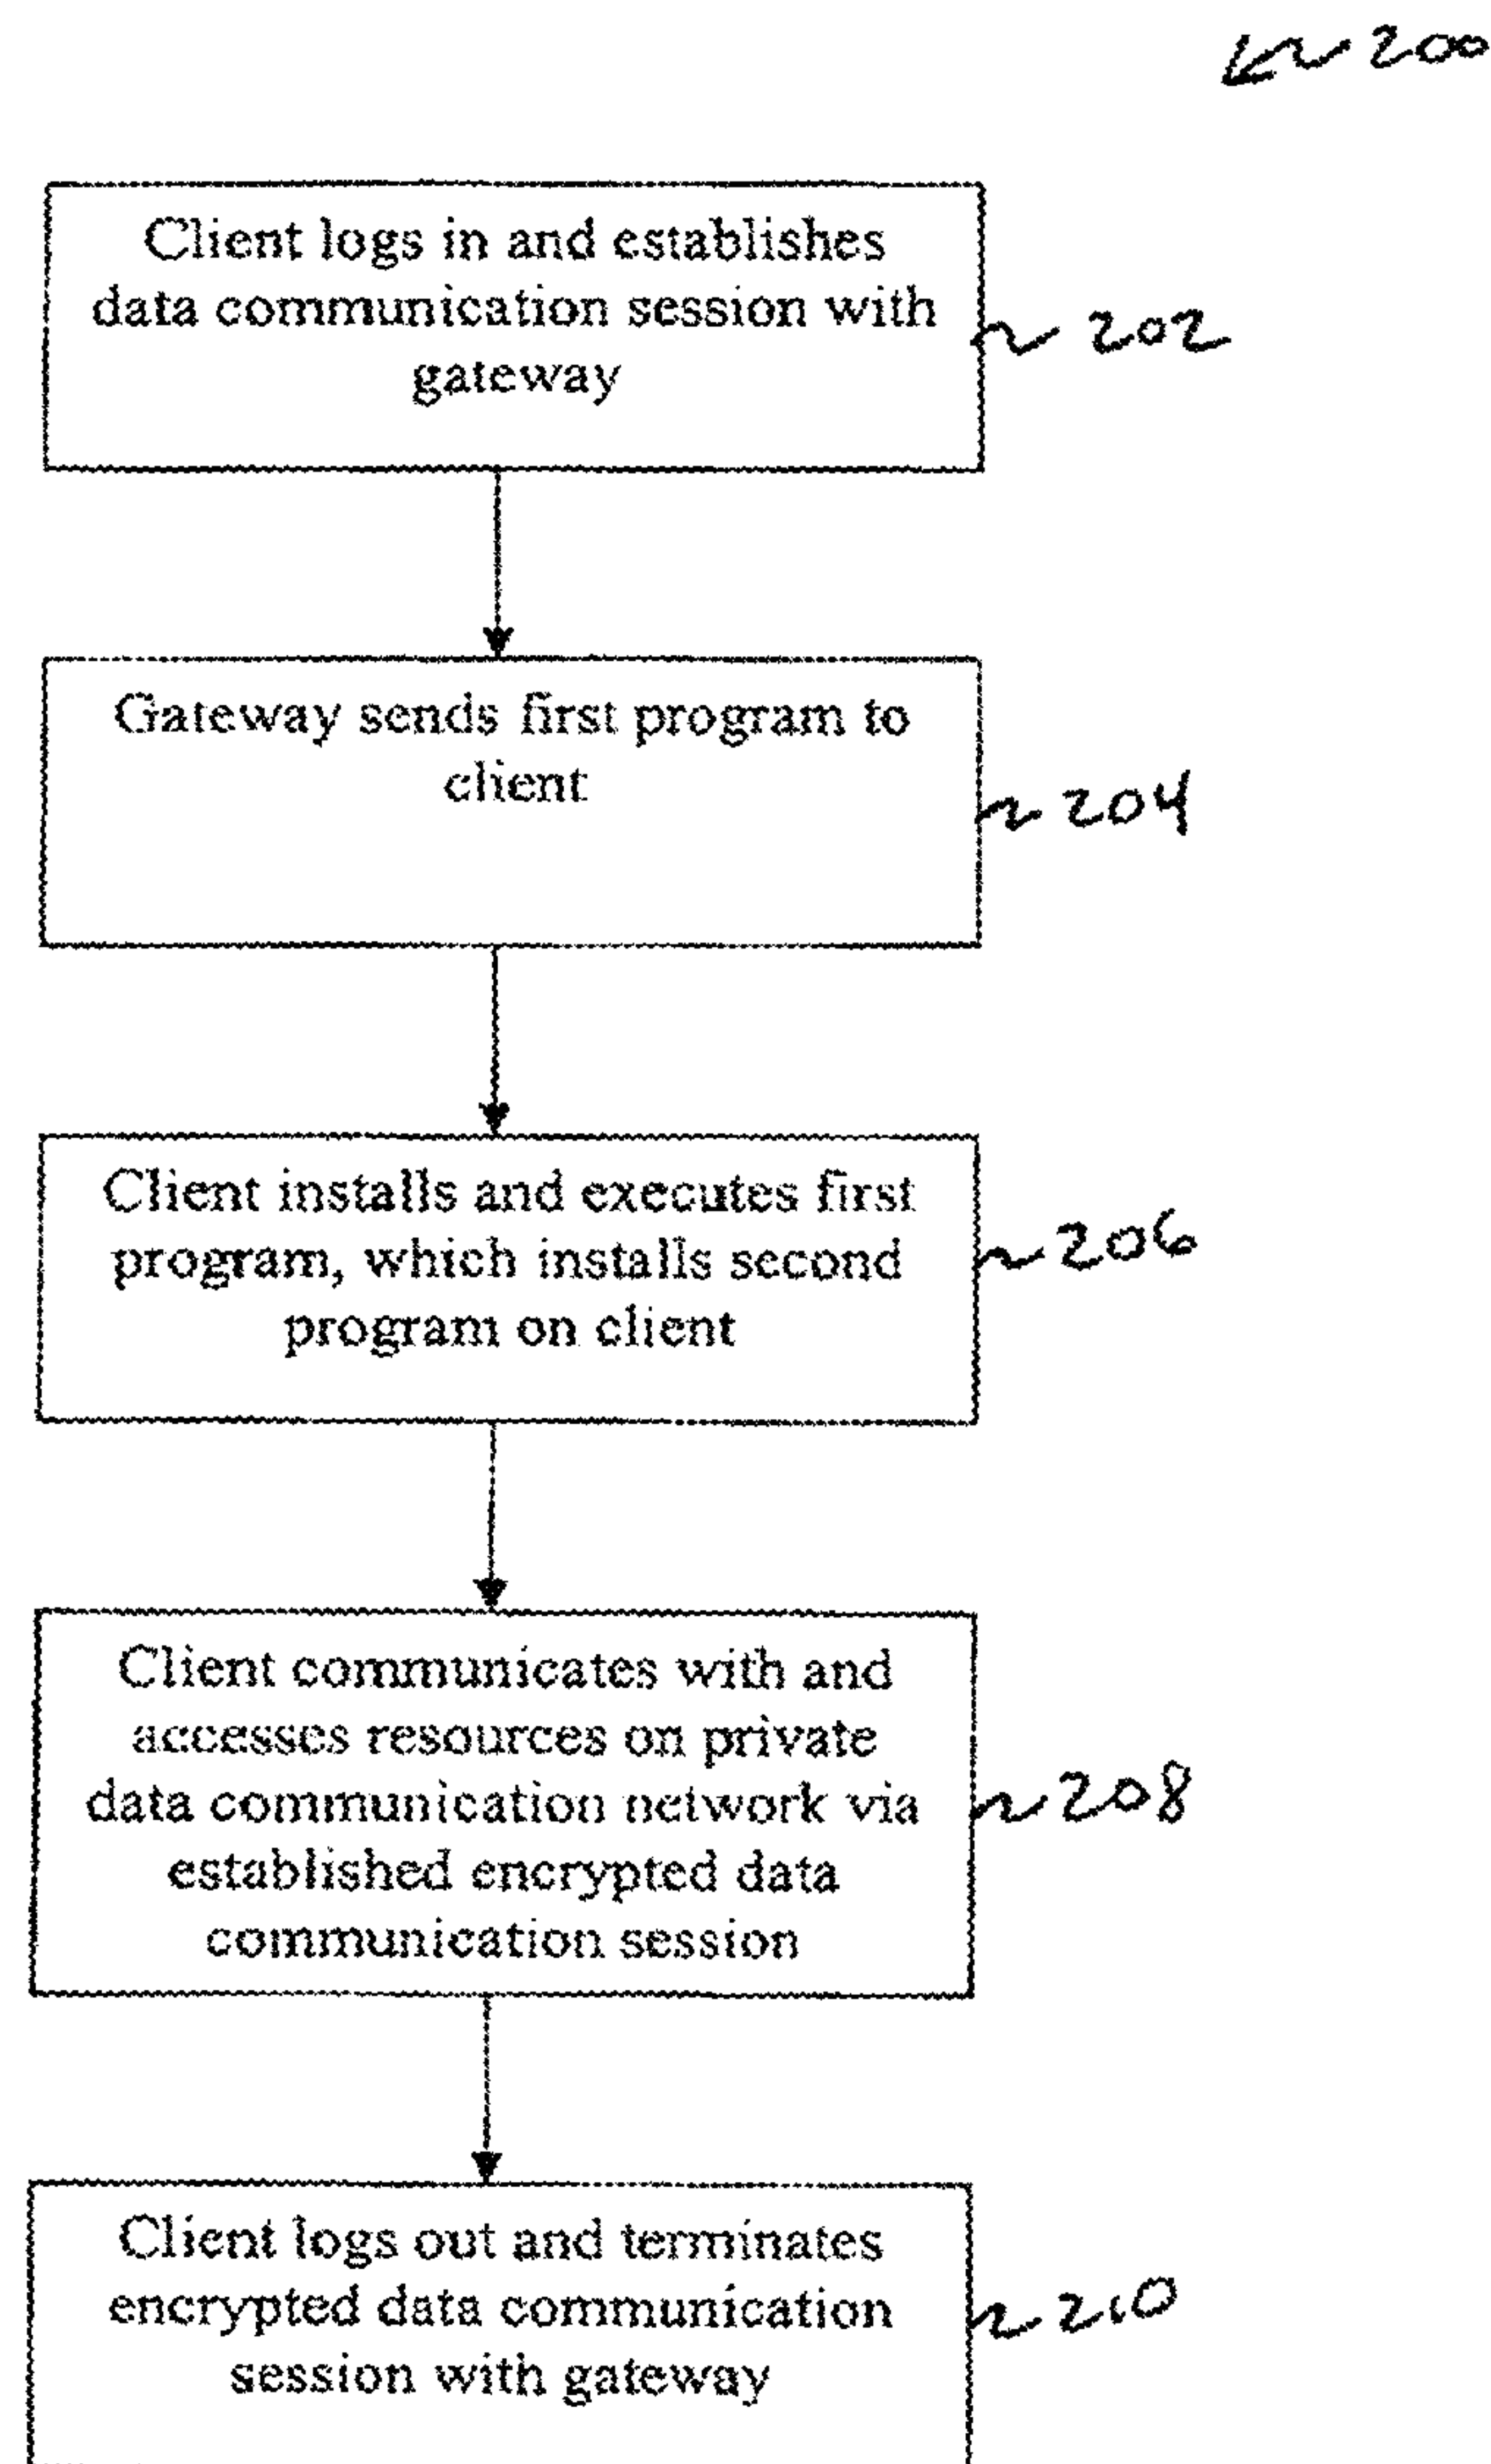 200
Client logs in and establishes
data communication session with
gateway
202
Gateway sends first program to
client
204
Client installs and executes first
program, which installs second
program on client
206
Client communicates with and
accesses resources on private
data communication network via
established encrypted data
communication session
208
Client logs out and terminates
encrypted data communication
session with gateway
210